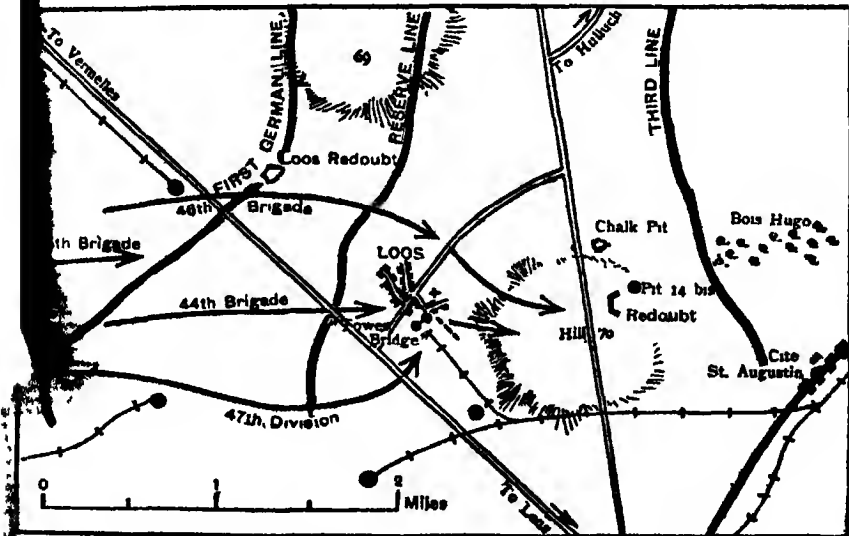 To Vermelles
FIRST GERMAN LINE
69
RESERVE LINE
To Hulluch
THIRD LINE
Loos Redoubt
46th Brigade
th Brigade
Chalk Pit
Bois Hugo
LOOS
44th Brigade
Pit 14 bis
Redoubt
Tower
Bridge
Hill 70
Cite
St. Augustin
47th. Division
0 1 2
Miles
To Lens